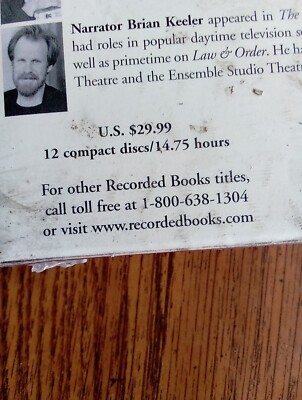 Narrator Brian Keeler appeared in The
had roles in popular daytime television
well as primetime on Law & Order. He
Theatre and the Ensemble Studio
U.S. $29.99
12 compact discs/14.75 hours
For other Recorded Books titles,
call toll free at 1-800-638-1304
or visit www.recordedbooks.com